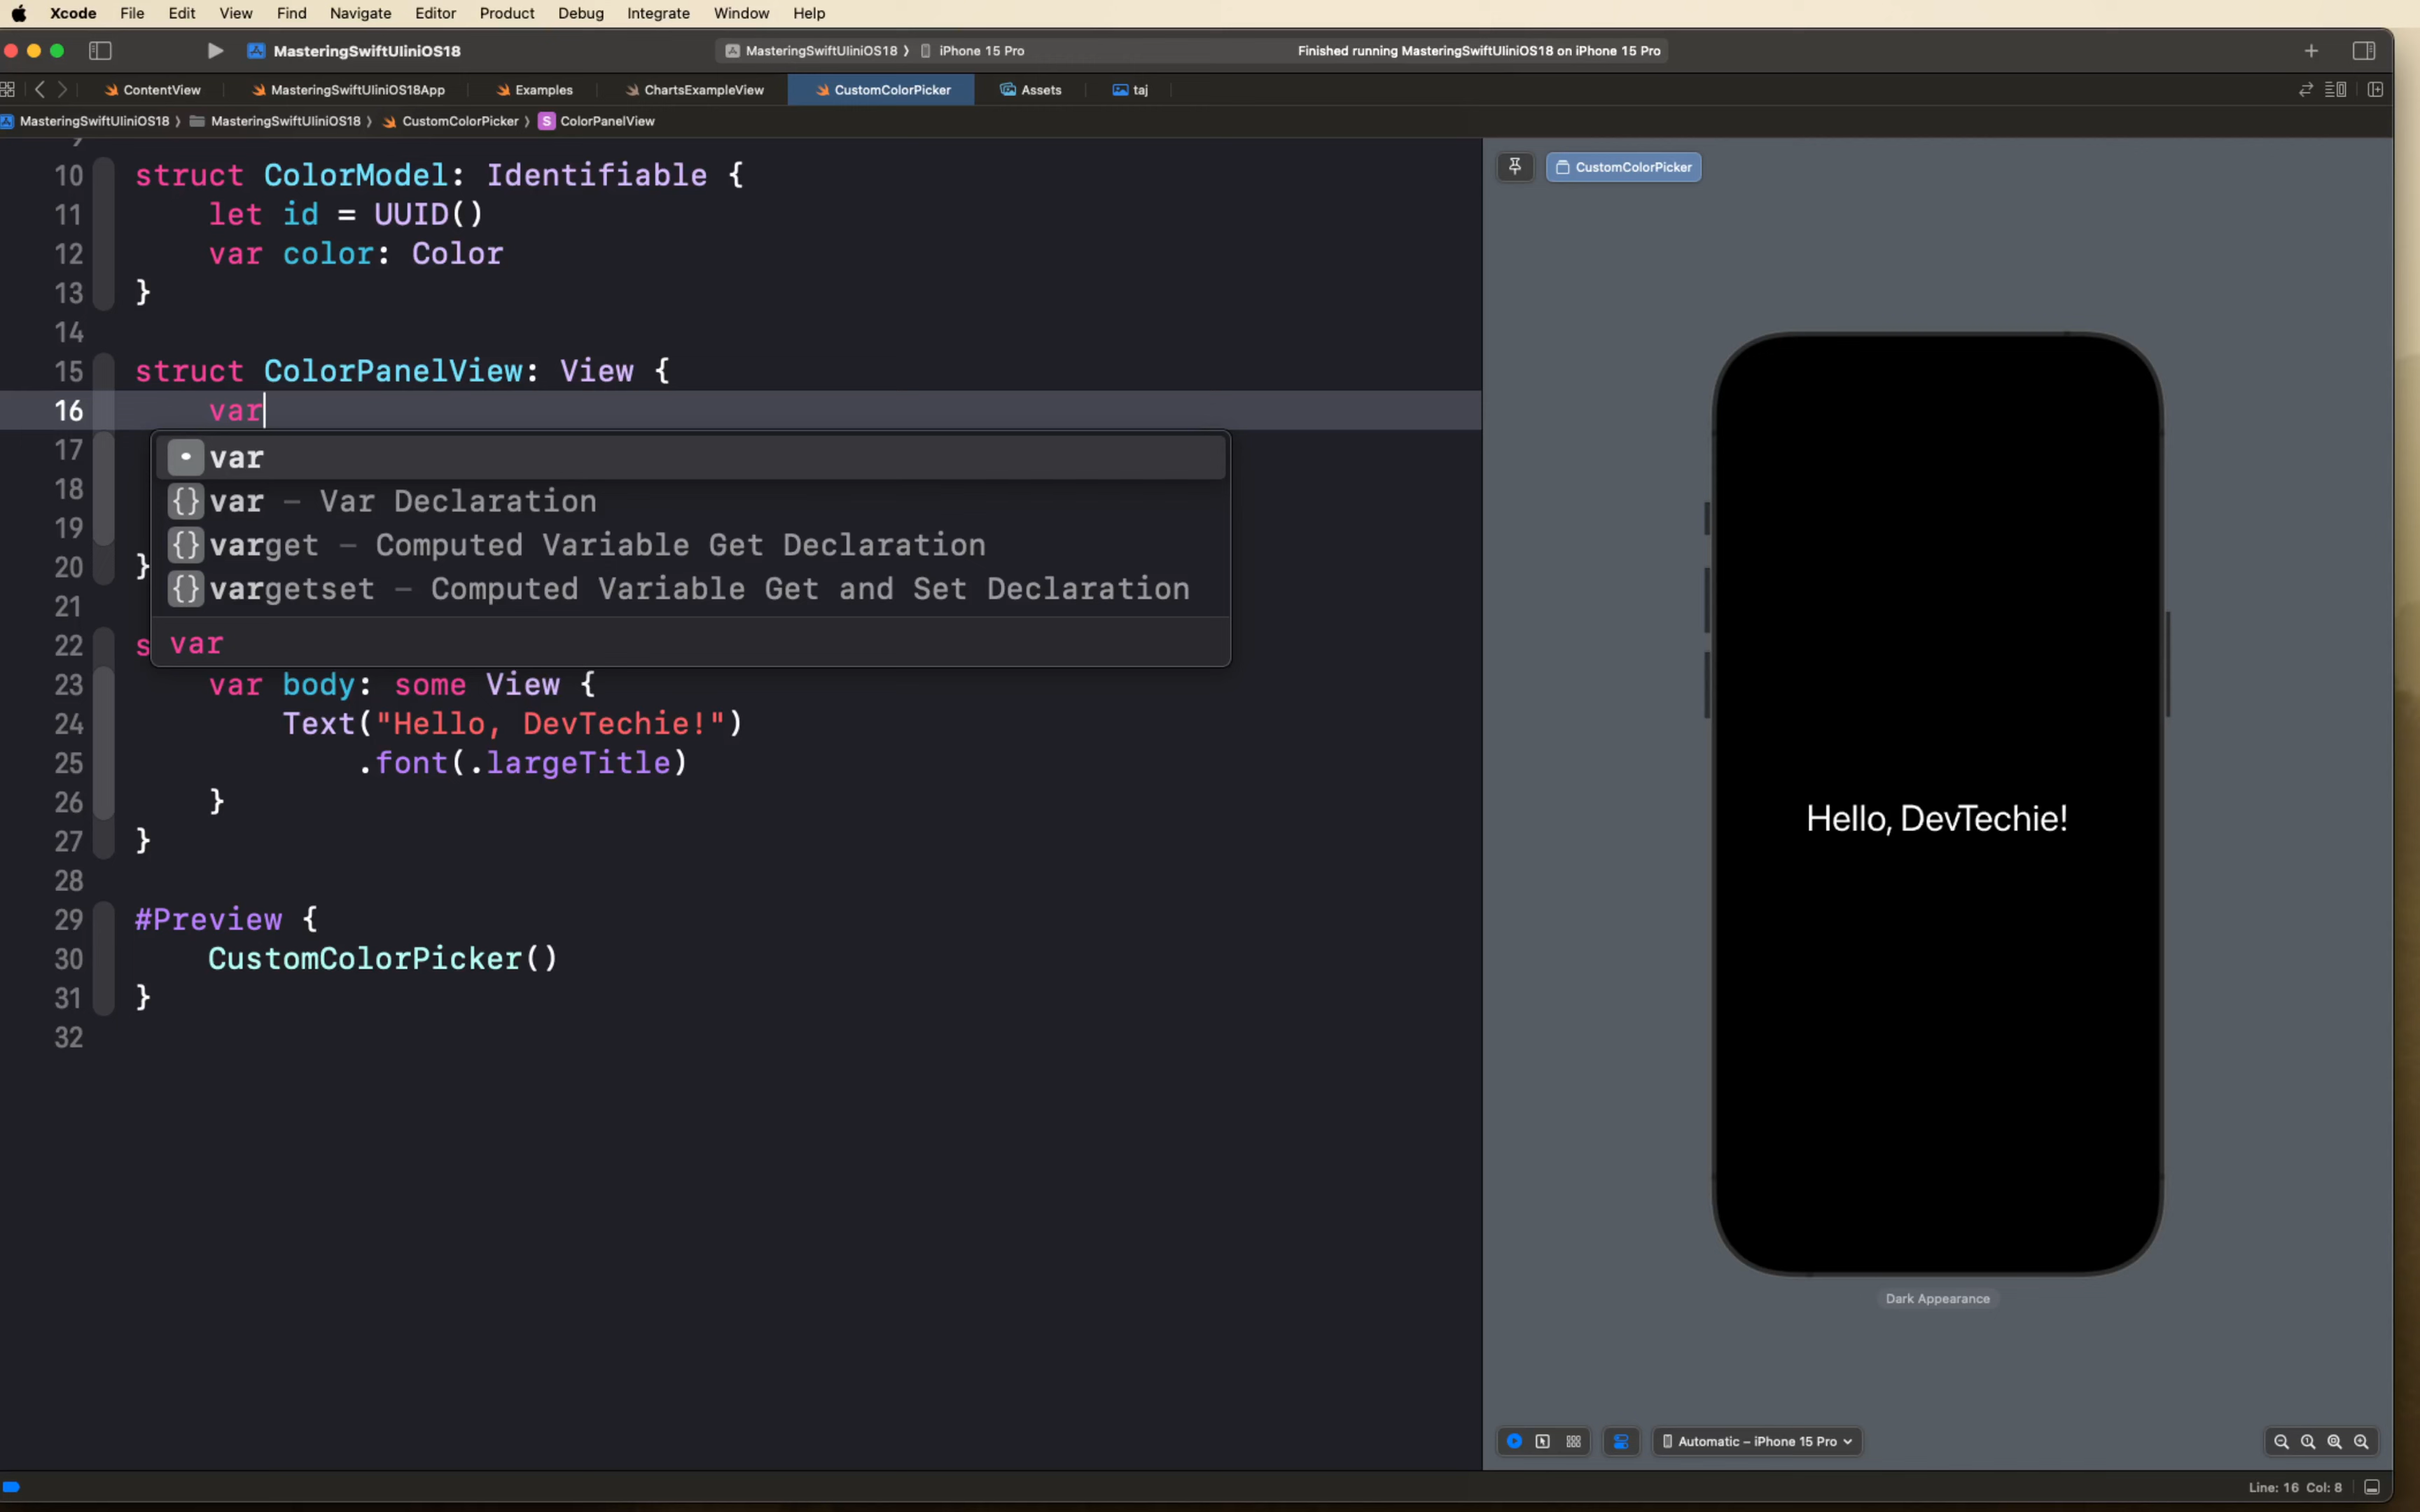 Xcode File Edit View Find Navigate Editor Product Debug Integrate Window Help
MasteringSwiftUIiniOS18
MasteringSwiftUIiniOS18 〉 iPhone 15 Pro
Finished running MasteringSwiftUIiniOS18 on iPhone 15 Pro
ContentView MasteringSwiftUIiniOS18App Examples ChartsExampleView CustomColorPicker Assets taj
MasteringSwiftUIiniOS18 〉 MasteringSwiftUIiniOS18 〉 CustomColorPicker 〉 S ColorPanelView
10 struct ColorModel: Identifiable {
11 let id = UUID()
12 var color: Color
13 }
14
15 struct ColorPanelView: View {
16 var
17
18
19
20 }
21
var
{} var – Var Declaration
{} varget – Computed Variable Get Declaration
{} vargetset – Computed Variable Get and Set Declaration
var
22 s
23 var body: some View {
24 Text("Hello, DevTechie!")
25 .font(.largeTitle)
26 }
27 }
28
29 #Preview {
30 CustomColorPicker()
31 }
32
CustomColorPicker
Hello, DevTechie!
Dark Appearance
Automatic – iPhone 15 Pro
Line: 16 Col: 8